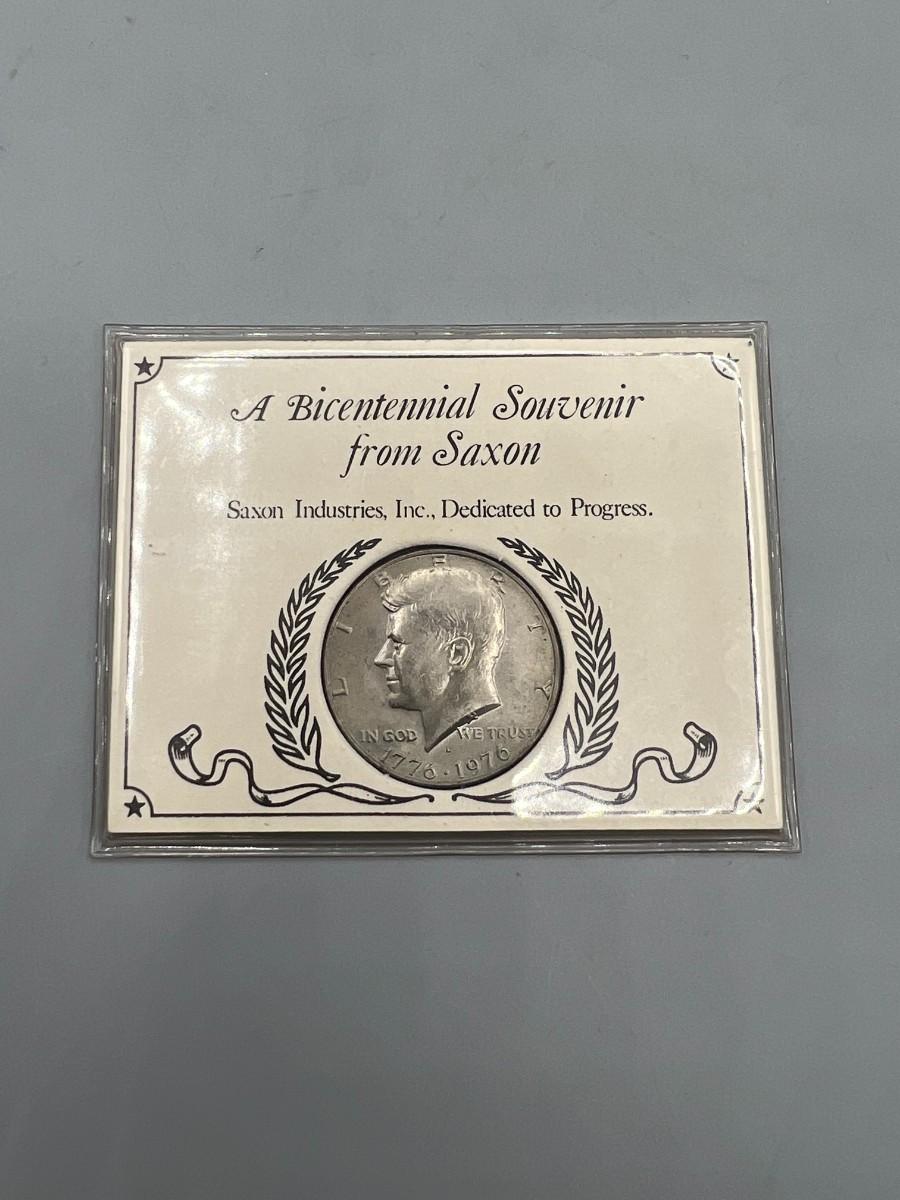 A Bicentennial Souvenir
from Saxon
Saxon Industries, Inc., Dedicated to Progress.
LIBERTY
IN GOD WE TRUST
1776 · 1976